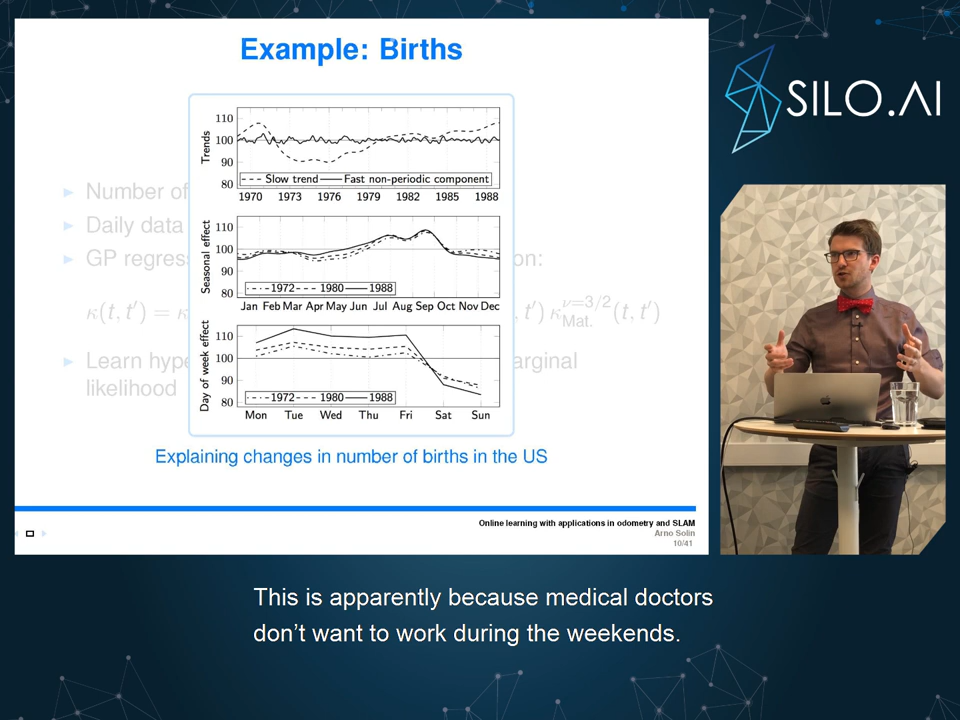 Example: Births
SILO.AI
Trends
110
100
90
80
Slow trend Fast non-periodic component
1970 1973 1976 1979 1982 1985 1988
Number of
Daily data
GP regres on:
κ(t, t′) = κ , t′) κ^{ν=3/2}_{Mat.}(t, t′)
Learn hype arginal
likelihood
Seasonal effect
110
100
90
80
1972 1980 1988
Jan Feb Mar Apr May Jun Jul Aug Sep Oct Nov Dec
Day of week effect
110
100
90
80
1972 1980 1988
Mon Tue Wed Thu Fri Sat Sun
Explaining changes in number of births in the US
Online learning with applications in odometry and SLAM
Arno Solin
10/41
This is apparently because medical doctors
don't want to work during the weekends.